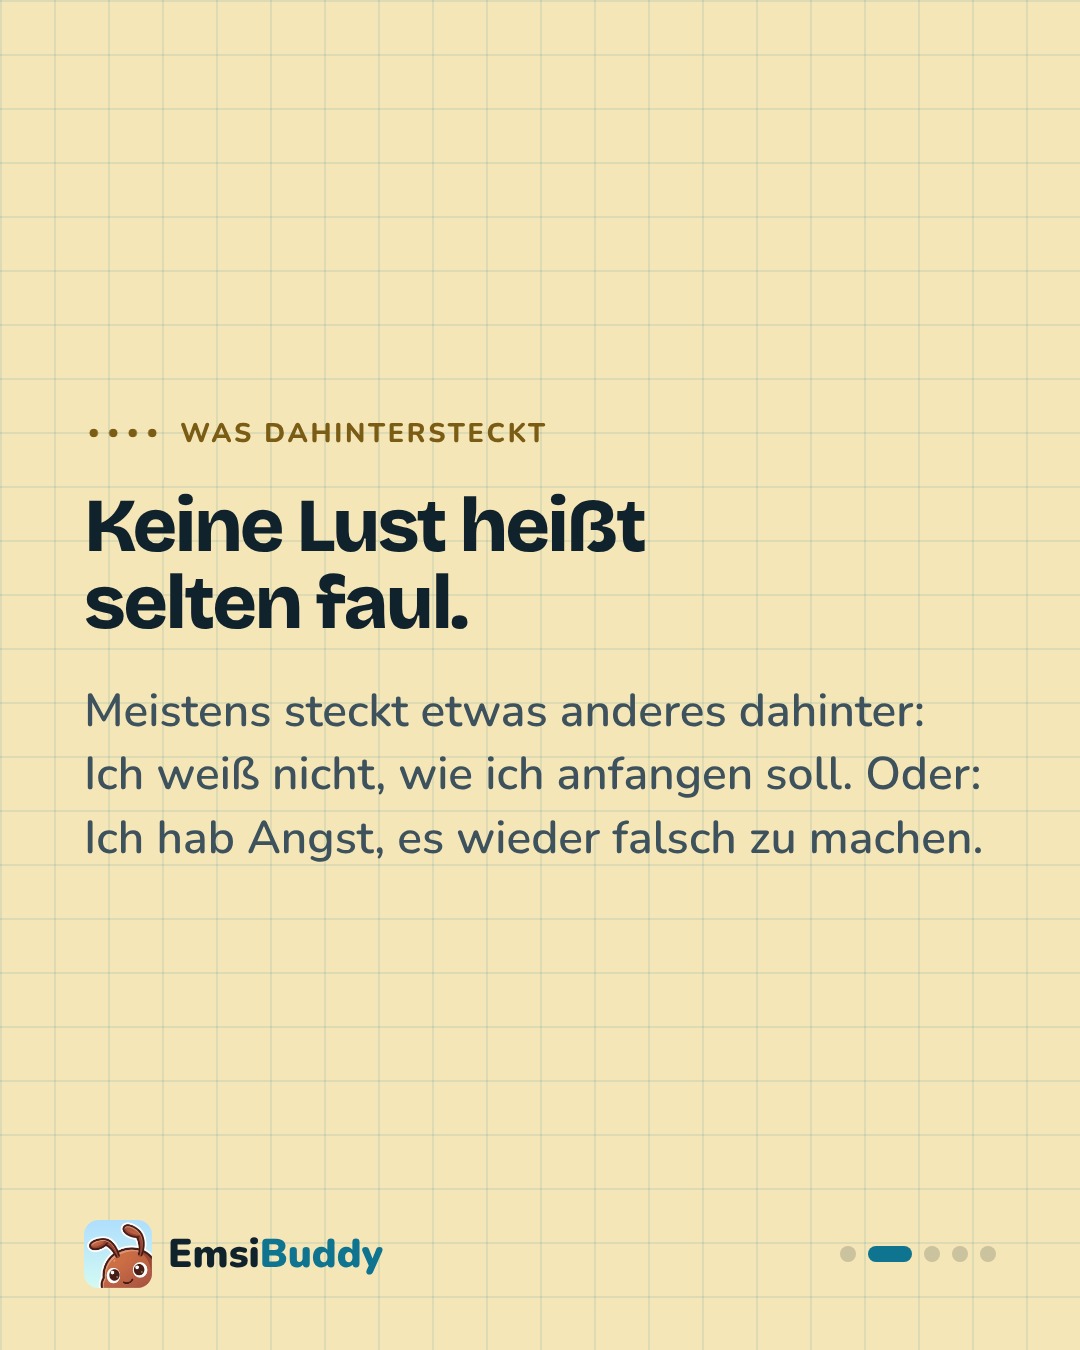 WAS DAHINTERSTECKT
Keine Lust heißt
selten faul.
Meistens steckt etwas anderes dahinter:
Ich weiß nicht, wie ich anfangen soll. Oder:
Ich hab Angst, es wieder falsch zu machen.
EmsiBuddy